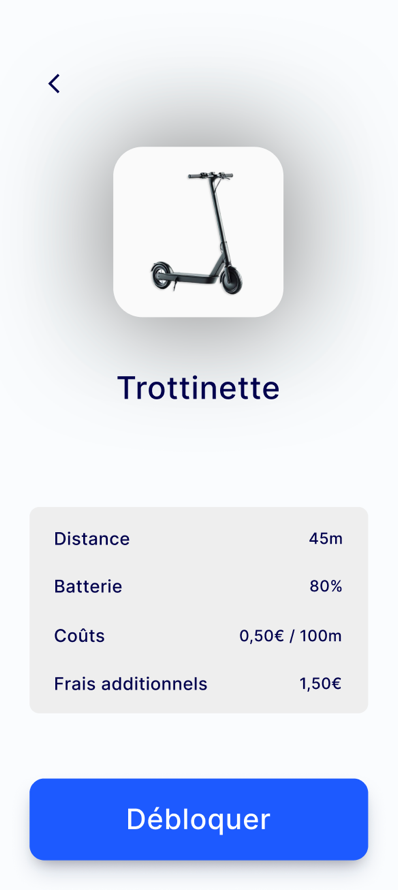 Trottinette
Distance 45m
Batterie 80%
Coûts 0,50€ / 100m
Frais additionnels 1,50€
Débloquer